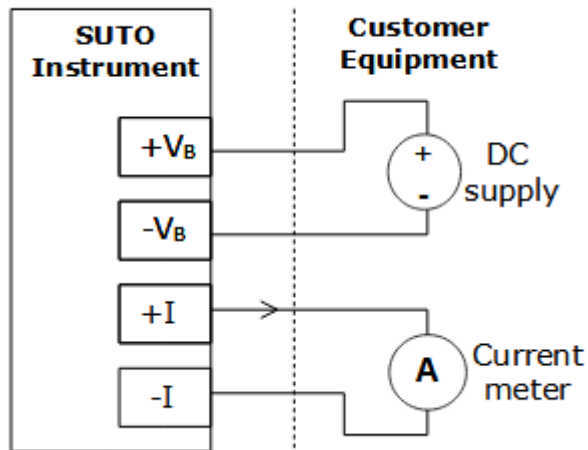 SUTO
Instrument
Customer
Equipment
+VB
-VB
+I
-I
+
-
DC
supply
A
Current
meter